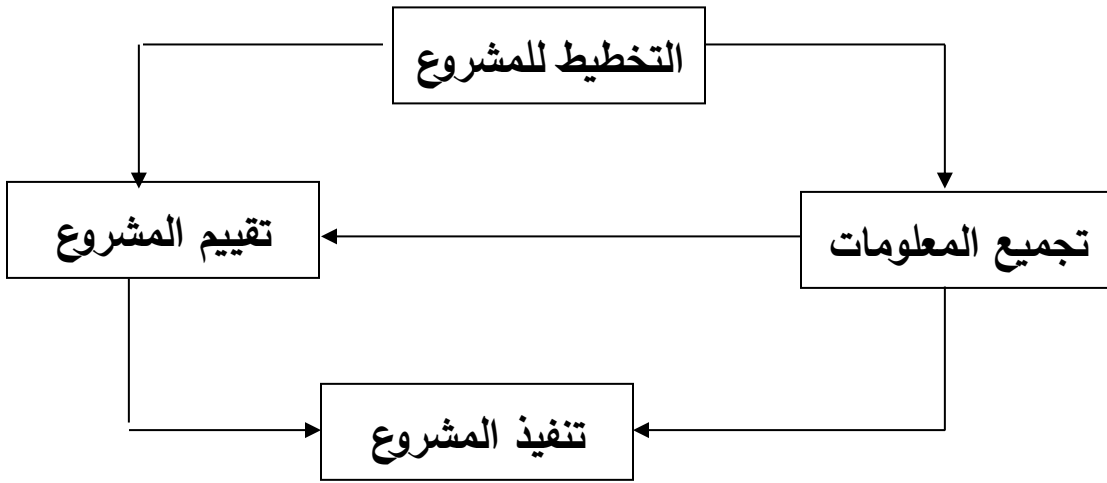 التخطيط للمشروع
تجميع المعلومات
تقييم المشروع
تنفيذ المشروع